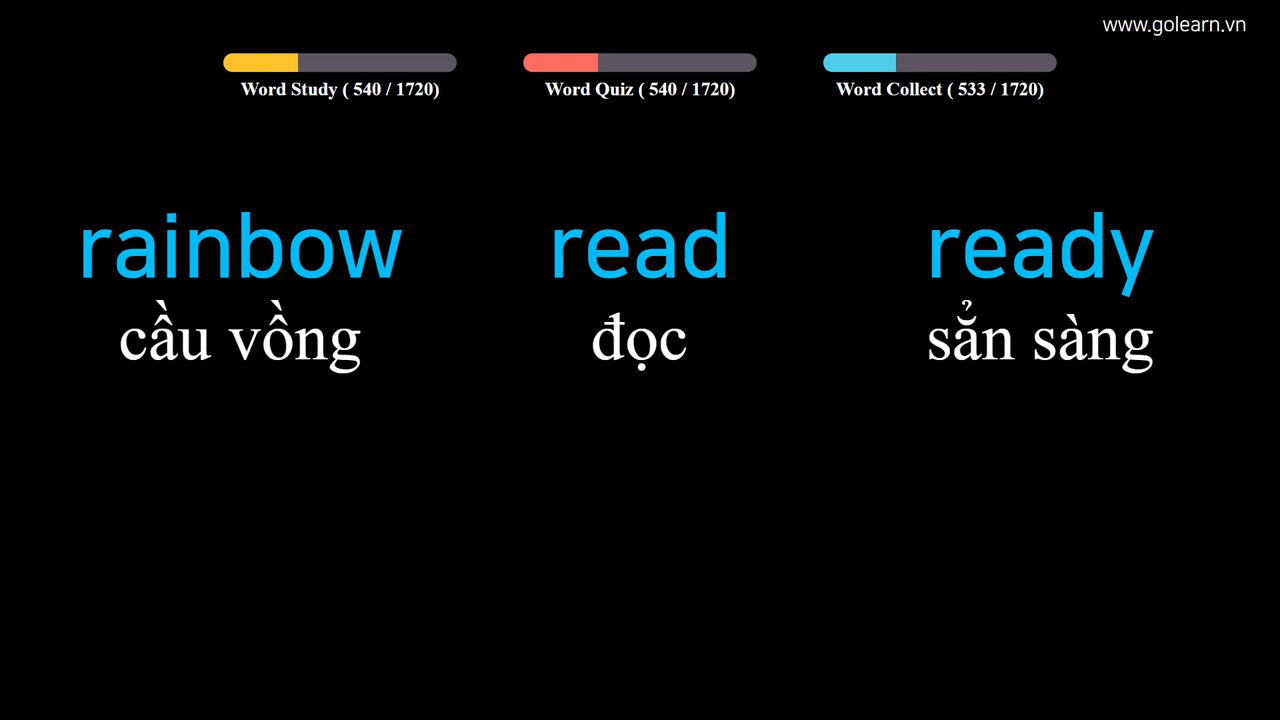 www.golearn.vn
Word Study ( 540 / 1720)
Word Quiz ( 540 / 1720)
Word Collect ( 533 / 1720)
rainbow
cầu vồng
read
đọc
ready
sẳn sàng